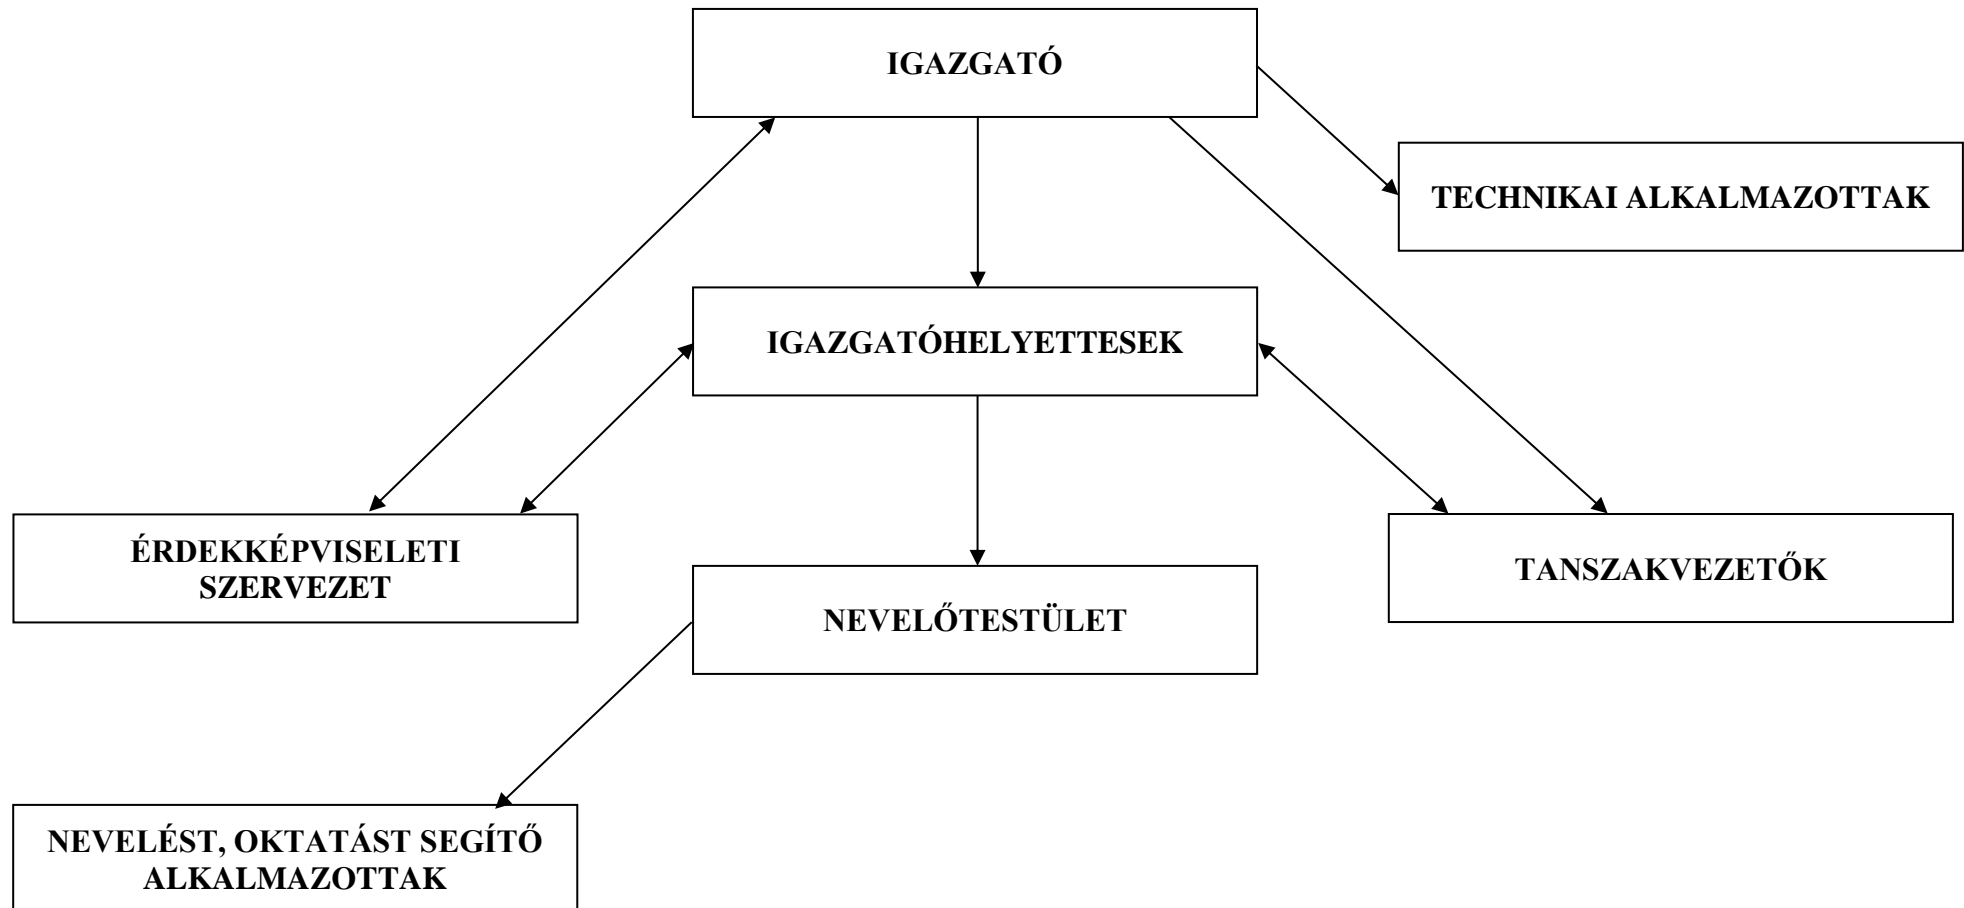 IGAZGATÓ
TECHNIKAI ALKALMAZOTTAK
IGAZGATÓHELYETTESEK
ÉRDEKKÉPVISELETI
SZERVEZET
TANSZAKVEZETŐK
NEVELŐTESTÜLET
NEVELÉST, OKTATÁST SEGÍTŐ
ALKALMAZOTTAK